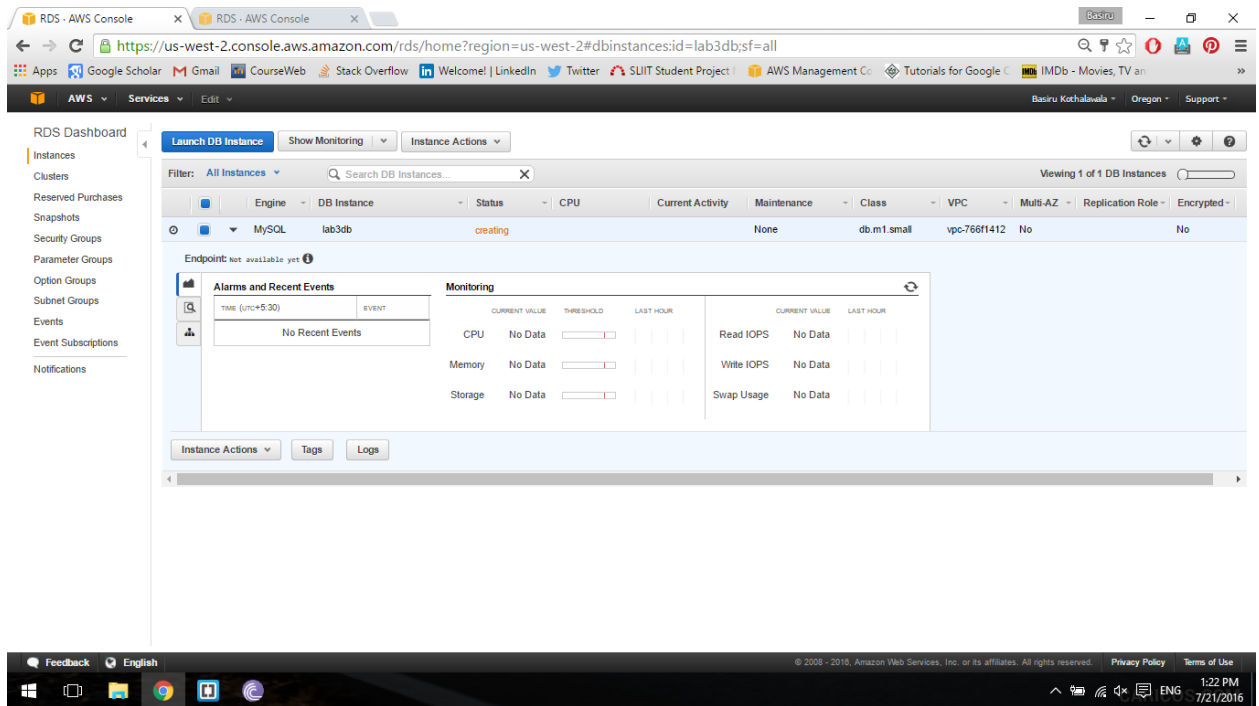 RDS · AWS Console
RDS · AWS Console
Basiru
https://us-west-2.console.aws.amazon.com/rds/home?region=us-west-2#dbinstances:id=lab3db;sf=all
Apps Google Scholar Gmail CourseWeb Stack Overflow Welcome! | LinkedIn Twitter SLIIT Student Project AWS Management Co Tutorials for Google C IMDb - Movies, TV an »
AWS Services Edit Basiru Kothalawala Oregon Support
RDS Dashboard
Instances
Clusters
Reserved Purchases
Snapshots
Security Groups
Parameter Groups
Option Groups
Subnet Groups
Events
Event Subscriptions
Notifications
Launch DB Instance Show Monitoring Instance Actions
Filter: All Instances Search DB Instances... Viewing 1 of 1 DB Instances
Engine DB Instance Status CPU Current Activity Maintenance Class VPC Multi-AZ Replication Role Encrypted
MySQL lab3db creating None db.m1.small vpc-766f1412 No No
Endpoint: Not available yet
Alarms and Recent Events
TIME (UTC+5:30) EVENT
No Recent Events
Monitoring
CURRENT VALUE THRESHOLD LAST HOUR CURRENT VALUE LAST HOUR
CPU No Data Read IOPS No Data
Memory No Data Write IOPS No Data
Storage No Data Swap Usage No Data
Instance Actions Tags Logs
Feedback English © 2008 - 2016, Amazon Web Services, Inc. or its affiliates. All rights reserved. Privacy Policy Terms of Use
ENG 1:22 PM
7/21/2016